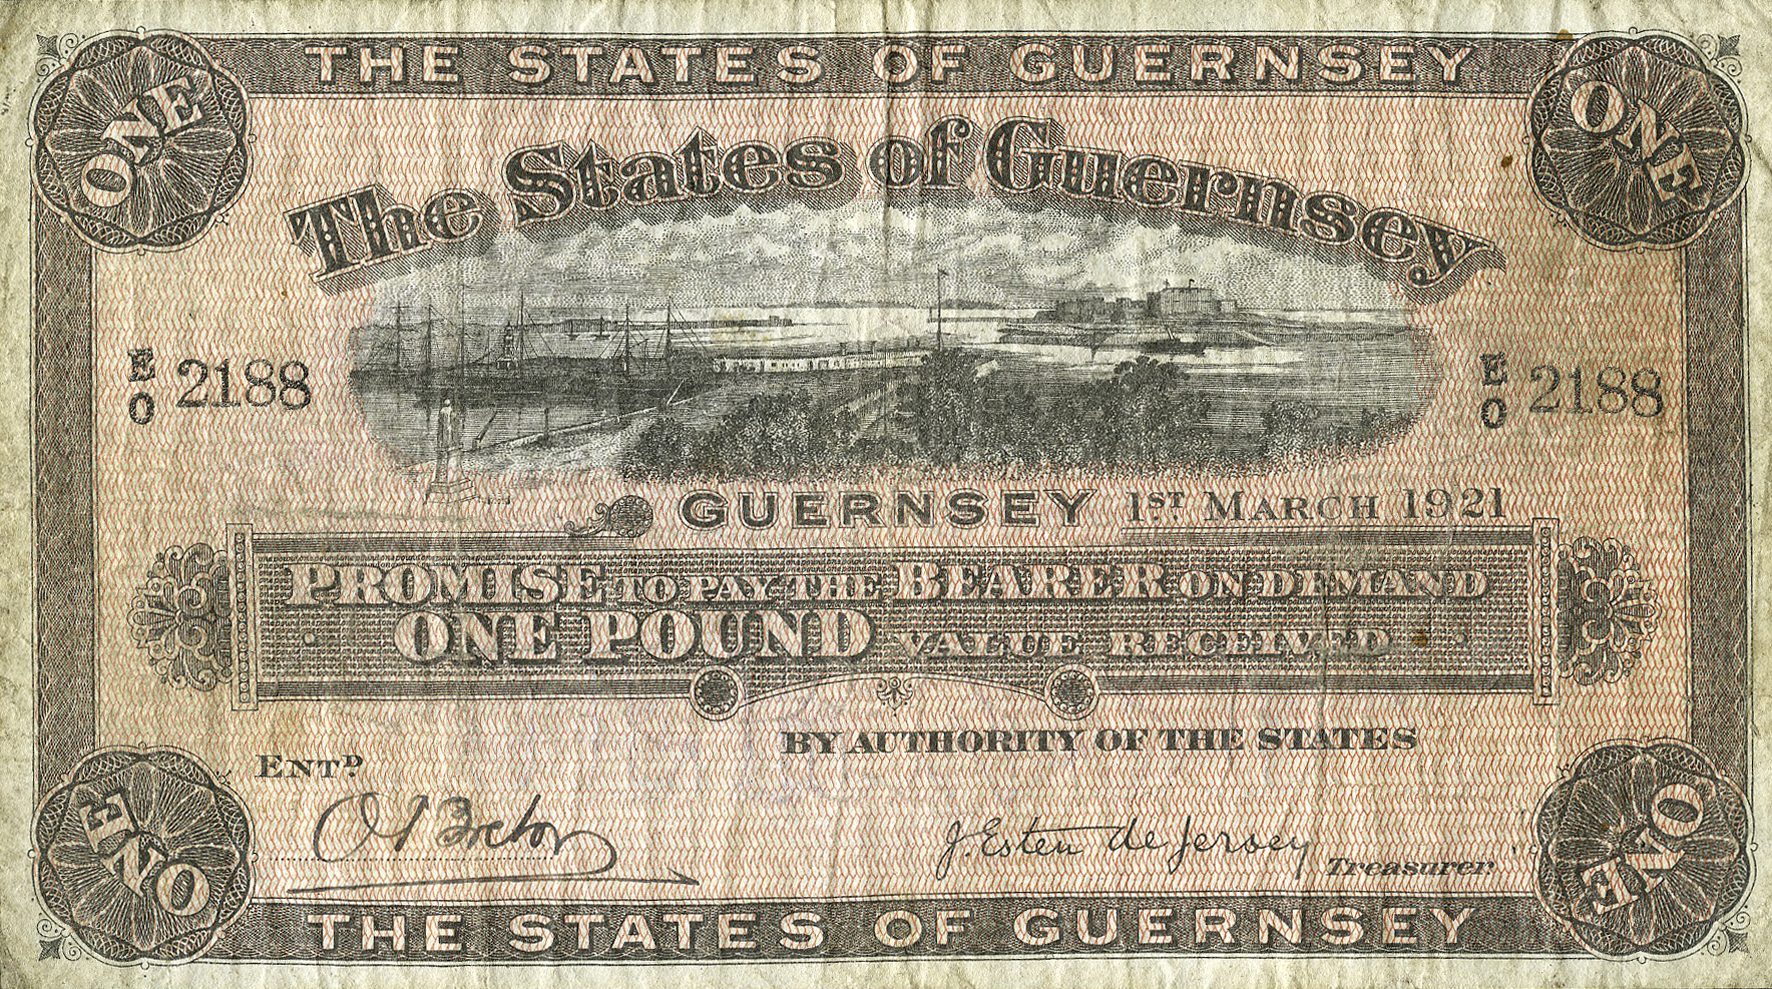 THE STATES OF GUERNSEY
ONE
ONE
The States of Guernsey
E
0 2188
E
0 2188
GUERNSEY 1ST MARCH 1921
PROMISE TO PAY THE BEARER ON DEMAND
ONE POUND VALUE RECEIVED
BY AUTHORITY OF THE STATES
ENTD.
J. Esten de Jersey Treasurer.
ONE
ONE
THE STATES OF GUERNSEY